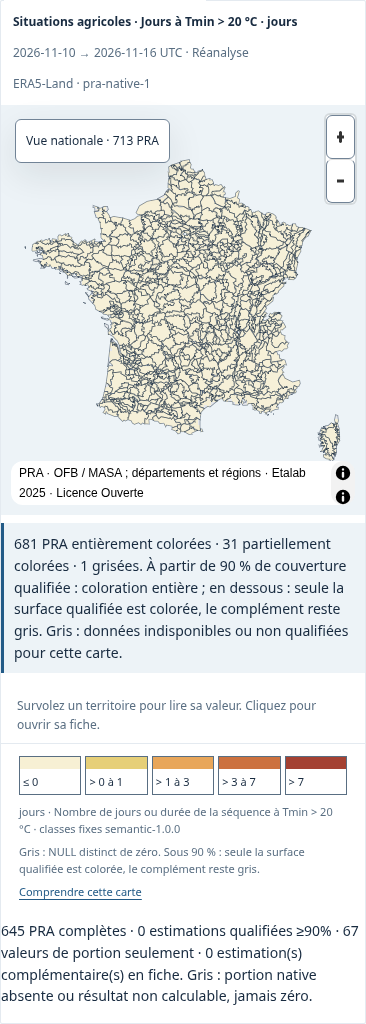 Situations agricoles · Jours à Tmin > 20 °C · jours
2026-11-10 → 2026-11-16 UTC · Réanalyse
ERA5-Land · pra-native-1
Vue nationale · 713 PRA
+
−
PRA · OFB / MASA ; départements et régions · Etalab
2025 · Licence Ouverte
681 PRA entièrement colorées · 31 partiellement
colorées · 1 grisées. À partir de 90 % de couverture
qualifiée : coloration entière ; en dessous : seule la
surface qualifiée est colorée, le complément reste
gris. Gris : données indisponibles ou non qualifiées
pour cette carte.
Survolez un territoire pour lire sa valeur. Cliquez pour
ouvrir sa fiche.
≤ 0
> 0 à 1
> 1 à 3
> 3 à 7
> 7
jours · Nombre de jours ou durée de la séquence à Tmin > 20
°C · classes fixes semantic-1.0.0
Gris : NULL distinct de zéro. Sous 90 % : seule la surface
qualifiée est colorée, le complément reste gris.
Comprendre cette carte
645 PRA complètes · 0 estimations qualifiées ≥90% · 67
valeurs de portion seulement · 0 estimation(s)
complémentaire(s) en fiche. Gris : portion native
absente ou résultat non calculable, jamais zéro.